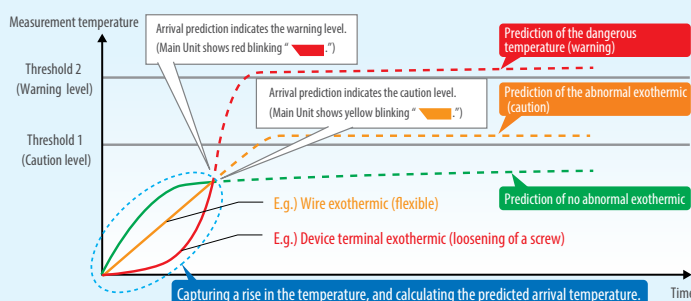 Measurement temperature
Arrival prediction indicates the warning level.
(Main Unit shows red blinking “ .”)
Prediction of the dangerous
temperature (warning)
Threshold 2
(Warning level)
Arrival prediction indicates the caution level.
(Main Unit shows yellow blinking “ .”)
Prediction of the abnormal exothermic
(caution)
Threshold 1
(Caution level)
Prediction of no abnormal exothermic
E.g.) Wire exothermic (flexible)
E.g.) Device terminal exothermic (loosening of a screw)
Capturing a rise in the temperature, and calculating the predicted arrival temperature.
Time